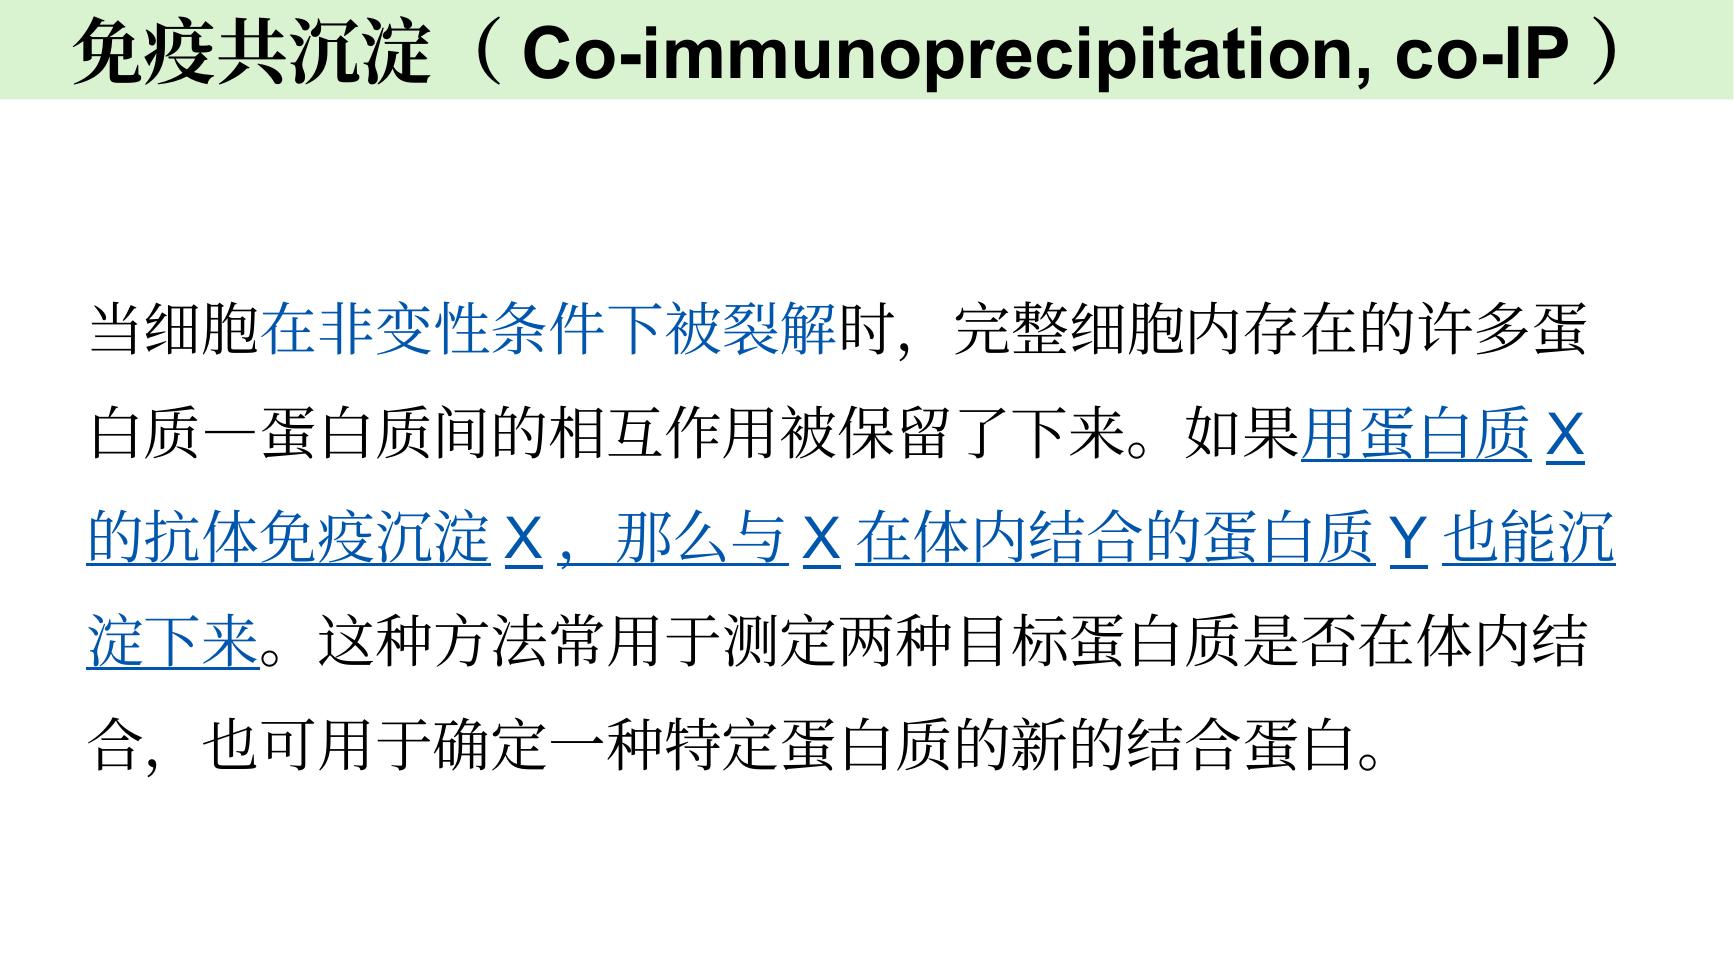 免疫共沉淀（Co-immunoprecipitation, co-IP）
当细胞在非变性条件下被裂解时，完整细胞内存在的许多蛋
白质—蛋白质间的相互作用被保留了下来。如果用蛋白质 X
的抗体免疫沉淀 X ，那么与 X 在体内结合的蛋白质 Y 也能沉
淀下来。这种方法常用于测定两种目标蛋白质是否在体内结
合，也可用于确定一种特定蛋白质的新的结合蛋白。